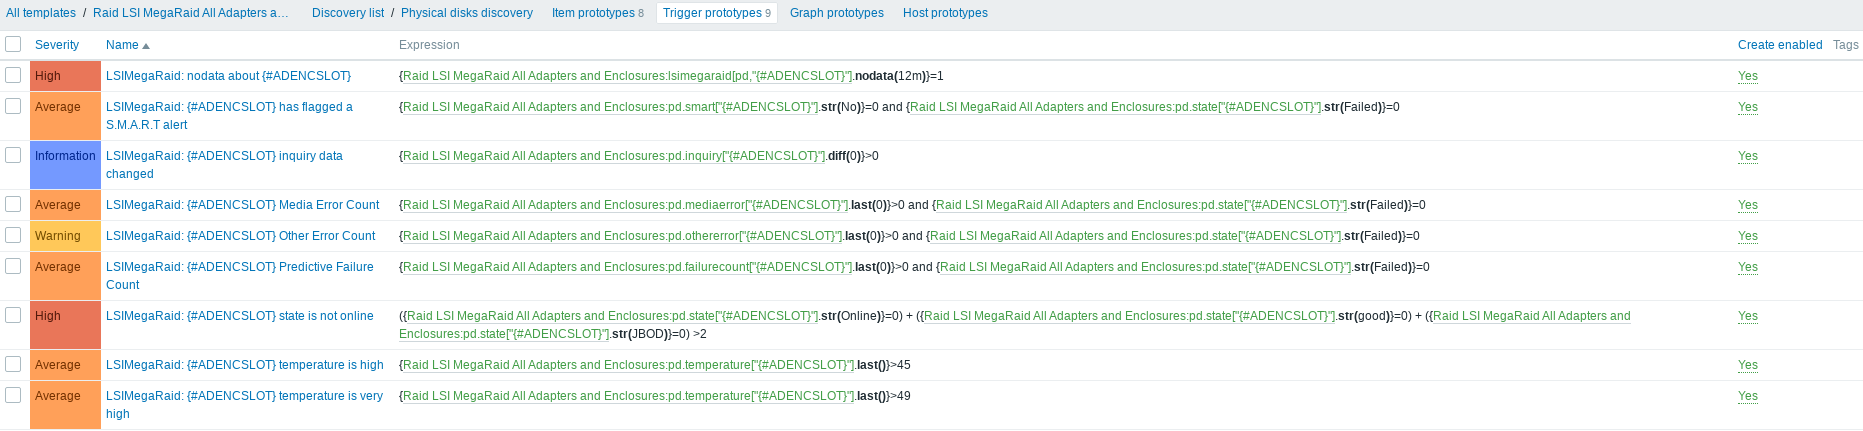 All templates / Raid LSI MegaRaid All Adapters a… Discovery list / Physical disks discovery Item prototypes 8 Trigger prototypes 9 Graph prototypes Host prototypes
Severity Name Expression Create enabled Tags
High LSIMegaRaid: nodata about {#ADENCSLOT} {Raid LSI MegaRaid All Adapters and Enclosures:lsimegaraid[pd,"{#ADENCSLOT}"].nodata(12m)}=1 Yes
Average LSIMegaRaid: {#ADENCSLOT} has flagged a {Raid LSI MegaRaid All Adapters and Enclosures:pd.smart["{#ADENCSLOT}"].str(No)}=0 and {Raid LSI MegaRaid All Adapters and Enclosures:pd.state["{#ADENCSLOT}"].str(Failed)}=0 Yes
S.M.A.R.T alert
Information LSIMegaRaid: {#ADENCSLOT} inquiry data {Raid LSI MegaRaid All Adapters and Enclosures:pd.inquiry["{#ADENCSLOT}"].diff(0)}>0 Yes
changed
Average LSIMegaRaid: {#ADENCSLOT} Media Error Count {Raid LSI MegaRaid All Adapters and Enclosures:pd.mediaerror["{#ADENCSLOT}"].last(0)}>0 and {Raid LSI MegaRaid All Adapters and Enclosures:pd.state["{#ADENCSLOT}"].str(Failed)}=0 Yes
Warning LSIMegaRaid: {#ADENCSLOT} Other Error Count {Raid LSI MegaRaid All Adapters and Enclosures:pd.othererror["{#ADENCSLOT}"].last(0)}>0 and {Raid LSI MegaRaid All Adapters and Enclosures:pd.state["{#ADENCSLOT}"].str(Failed)}=0 Yes
Average LSIMegaRaid: {#ADENCSLOT} Predictive Failure {Raid LSI MegaRaid All Adapters and Enclosures:pd.failurecount["{#ADENCSLOT}"].last(0)}>0 and {Raid LSI MegaRaid All Adapters and Enclosures:pd.state["{#ADENCSLOT}"].str(Failed)}=0 Yes
Count
High LSIMegaRaid: {#ADENCSLOT} state is not online ({Raid LSI MegaRaid All Adapters and Enclosures:pd.state["{#ADENCSLOT}"].str(Online)}=0) + ({Raid LSI MegaRaid All Adapters and Enclosures:pd.state["{#ADENCSLOT}"].str(good)}=0) + ({Raid LSI MegaRaid All Adapters and Yes
Enclosures:pd.state["{#ADENCSLOT}"].str(JBOD)}=0) >2
Average LSIMegaRaid: {#ADENCSLOT} temperature is high {Raid LSI MegaRaid All Adapters and Enclosures:pd.temperature["{#ADENCSLOT}"].last()}>45 Yes
Average LSIMegaRaid: {#ADENCSLOT} temperature is very {Raid LSI MegaRaid All Adapters and Enclosures:pd.temperature["{#ADENCSLOT}"].last()}>49 Yes
high